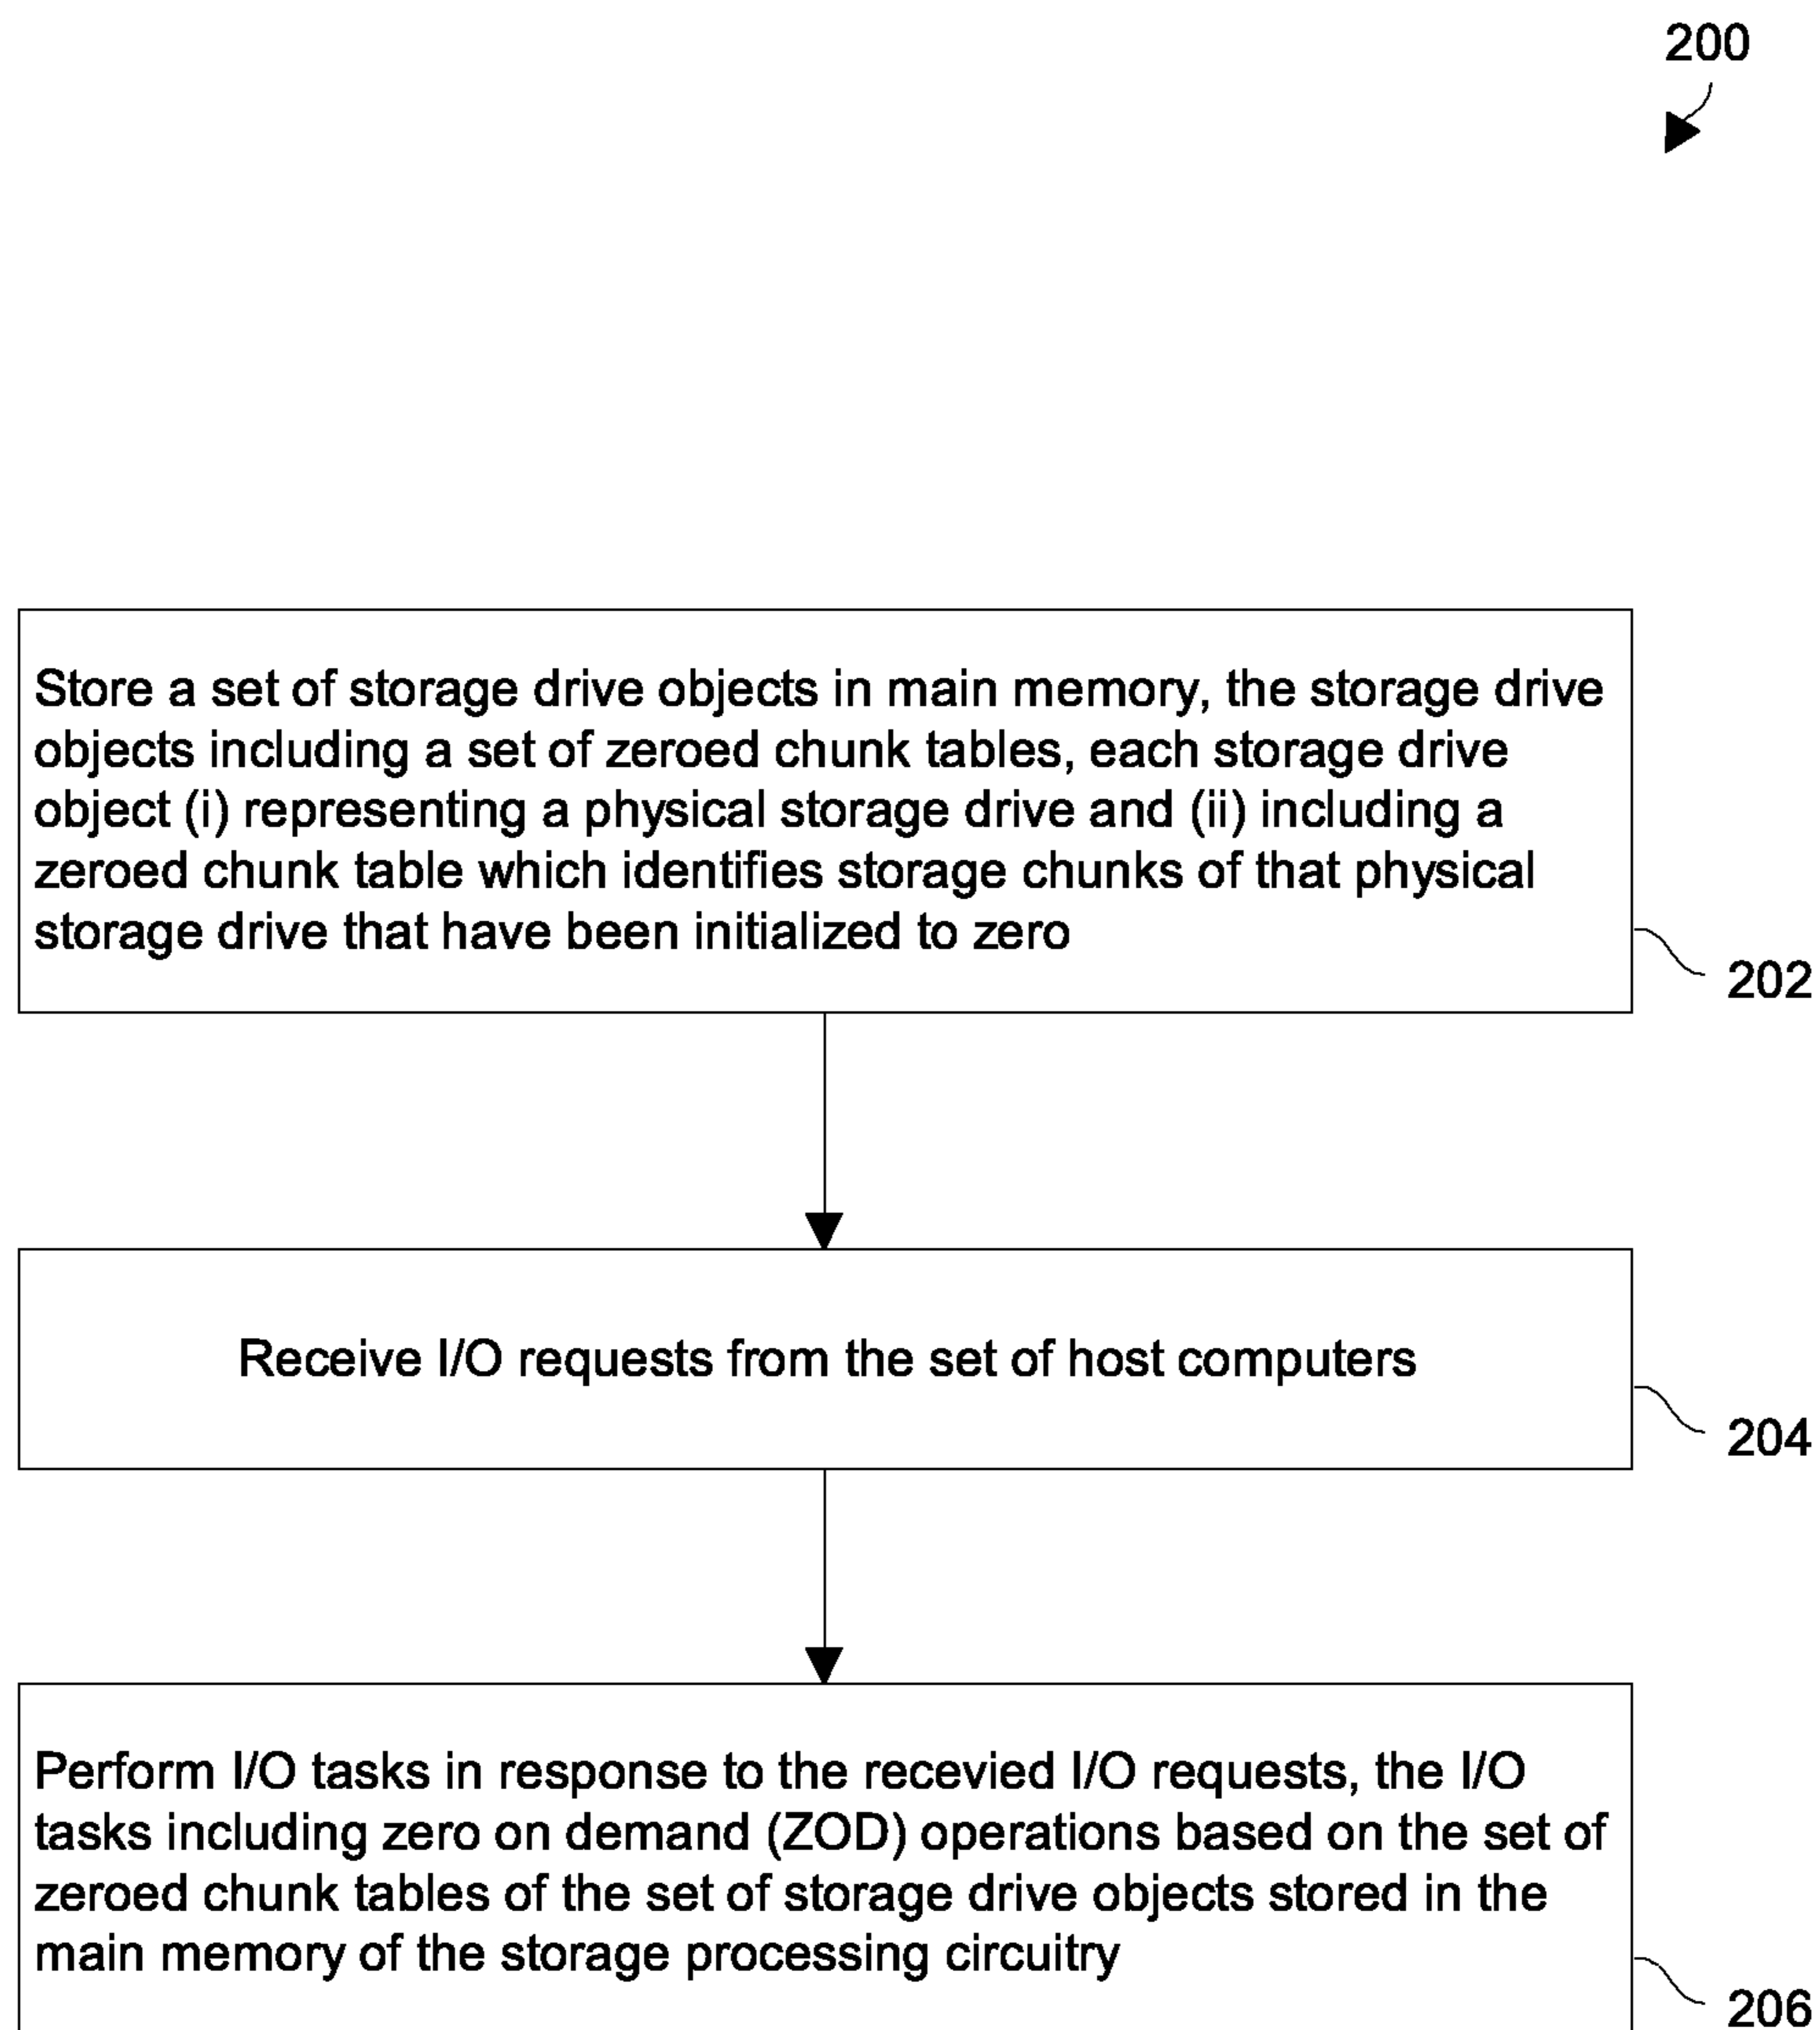 200
Store a set of storage drive objects in main memory, the storage drive
objects including a set of zeroed chunk tables, each storage drive
object (i) representing a physical storage drive and (ii) including a
zeroed chunk table which identifies storage chunks of that physical
storage drive that have been initialized to zero
202
Receive I/O requests from the set of host computers
204
Perform I/O tasks in response to the recevied I/O requests, the I/O
tasks including zero on demand (ZOD) operations based on the set of
zeroed chunk tables of the set of storage drive objects stored in the
main memory of the storage processing circuitry
206